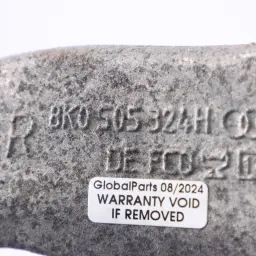 R 8K0 505 324H
DE FCO
GlobalParts 08/2024
WARRANTY VOID
IF REMOVED